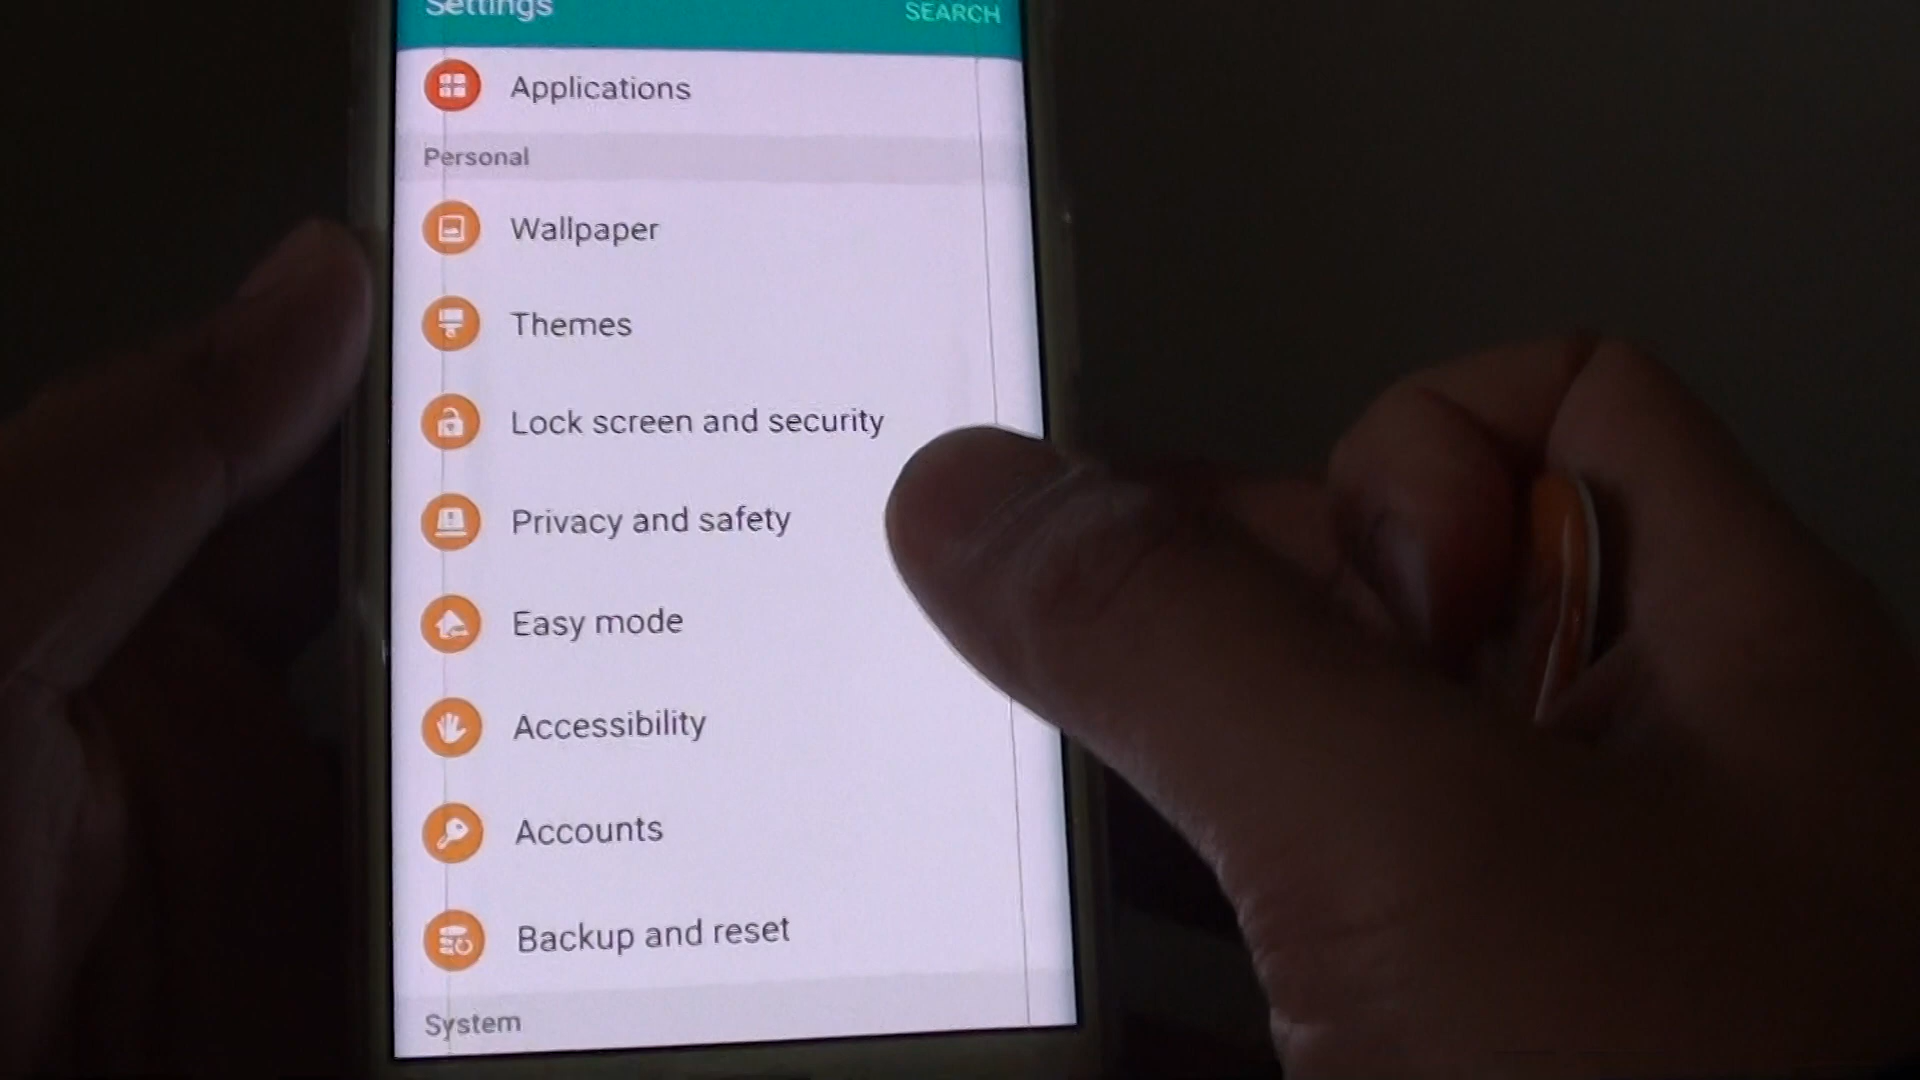 Settings
SEARCH
Applications
Personal
Wallpaper
Themes
Lock screen and security
Privacy and safety
Easy mode
Accessibility
Accounts
Backup and reset
System